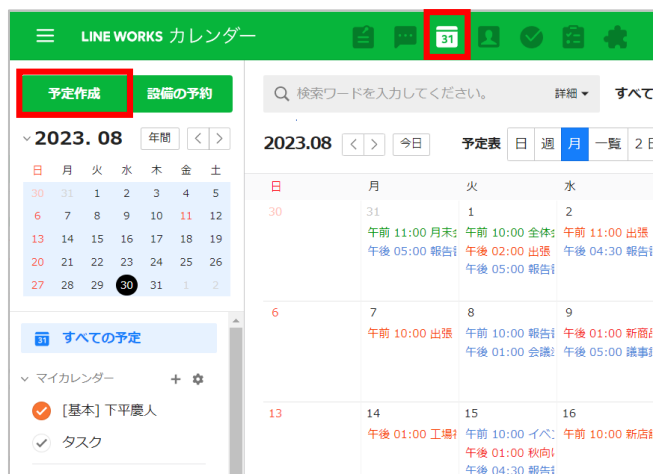 LINE WORKS カレンダー
31
予定作成
設備の予約
検索ワードを入力してください。
詳細
すべて
2023. 08
年間
< >
日 月 火 水 木 金 土
30 31 1 2 3 4 5
6 7 8 9 10 11 12
13 14 15 16 17 18 19
20 21 22 23 24 25 26
27 28 29 30 31 1 2
31 すべての予定
マイカレンダー +
[基本] 下平慶人
タスク
2023.08 < > 今日 予定表 日 週 月 一覧 2
日 月 火 水
30 31 1 2
午前 11:00 月末 午前 10:00 全体 午前 11:00 出張
午後 05:00 報告 午後 02:00 出張 午後 04:30 報告
午後 05:00 報告
6 7 8 9
午前 10:00 出張 午前 10:00 報告 午後 01:00 新商
午後 01:00 会議 午後 05:00 議事
13 14 15 16
午後 01:00 工場 午前 10:00 イベ 午前 10:00 新店
午後 01:00 秋向
午後 04:30 報告